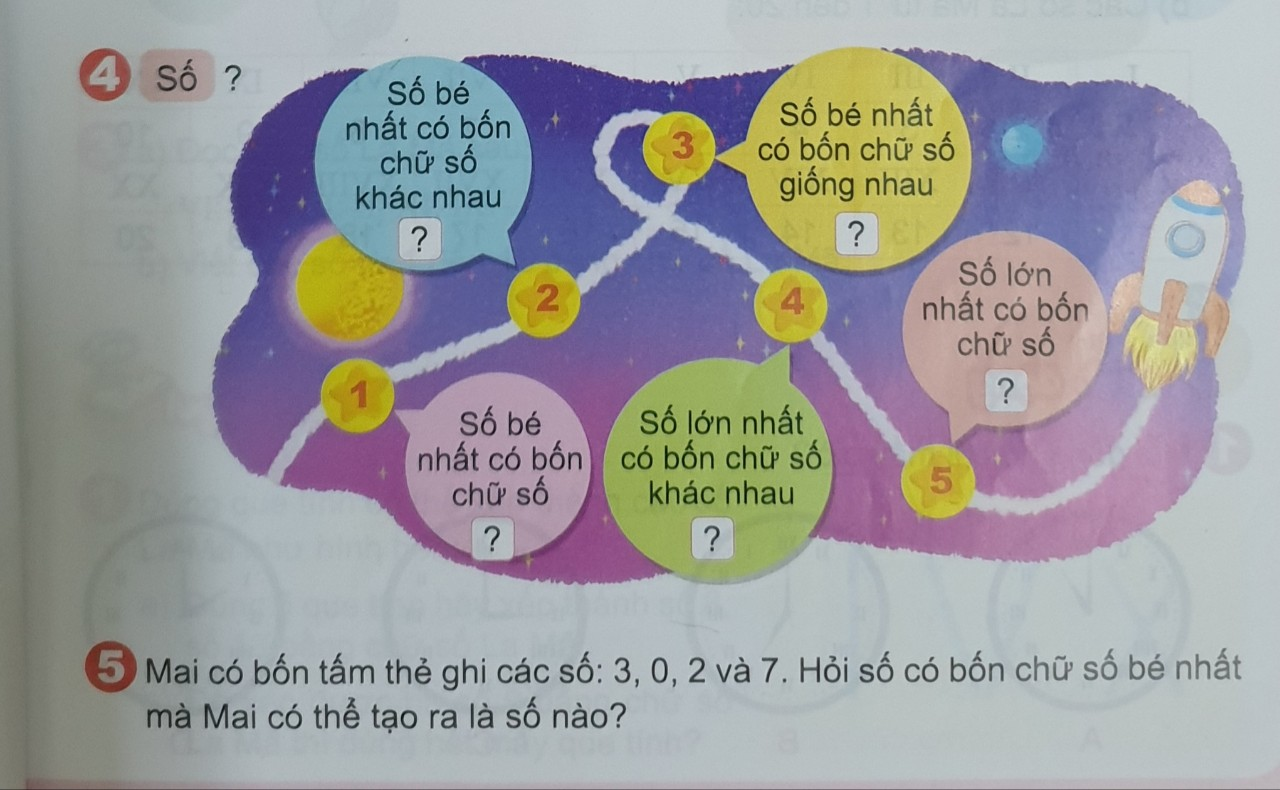 4 Số ?
Số bé
nhất có bốn
chữ số
khác nhau
?
3
Số bé nhất
có bốn chữ số
giống nhau
?
2
4
Số lớn
nhất có bốn
chữ số
?
1
Số bé
nhất có bốn
chữ số
?
Số lớn nhất
có bốn chữ số
khác nhau
?
5
5 Mai có bốn tấm thẻ ghi các số: 3, 0, 2 và 7. Hỏi số có bốn chữ số bé nhất
mà Mai có thể tạo ra là số nào?